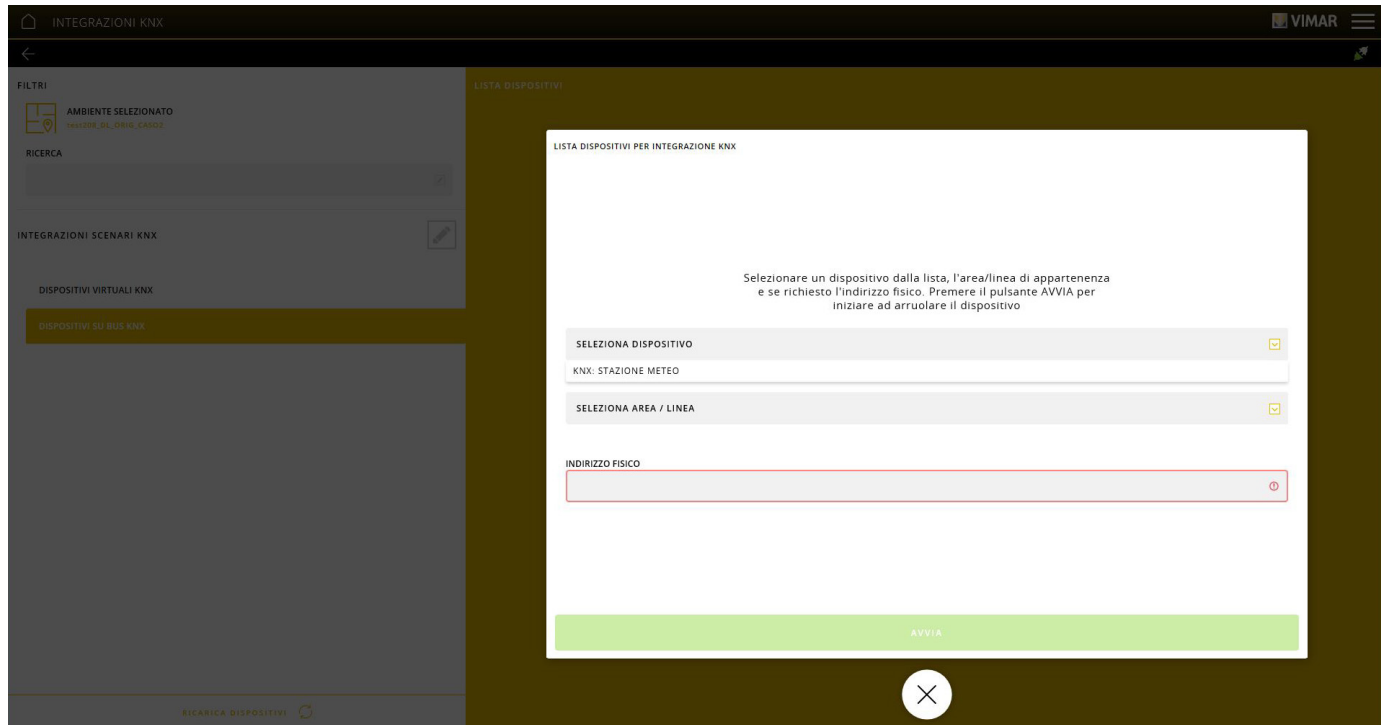 INTEGRAZIONI KNX
VIMAR
FILTRI
AMBIENTE SELEZIONATO
test208_DL_ORIG_CASO2
RICERCA
INTEGRAZIONI SCENARI KNX
DISPOSITIVI VIRTUALI KNX
DISPOSITIVI SU BUS KNX
RICARICA DISPOSITIVI
LISTA DISPOSITIVI
LISTA DISPOSITIVI PER INTEGRAZIONE KNX
Selezionare un dispositivo dalla lista, l'area/linea di appartenenza
e se richiesto l'indirizzo fisico. Premere il pulsante AVVIA per
iniziare ad arruolare il dispositivo
SELEZIONA DISPOSITIVO
KNX: STAZIONE METEO
SELEZIONA AREA / LINEA
INDIRIZZO FISICO
AVVIA